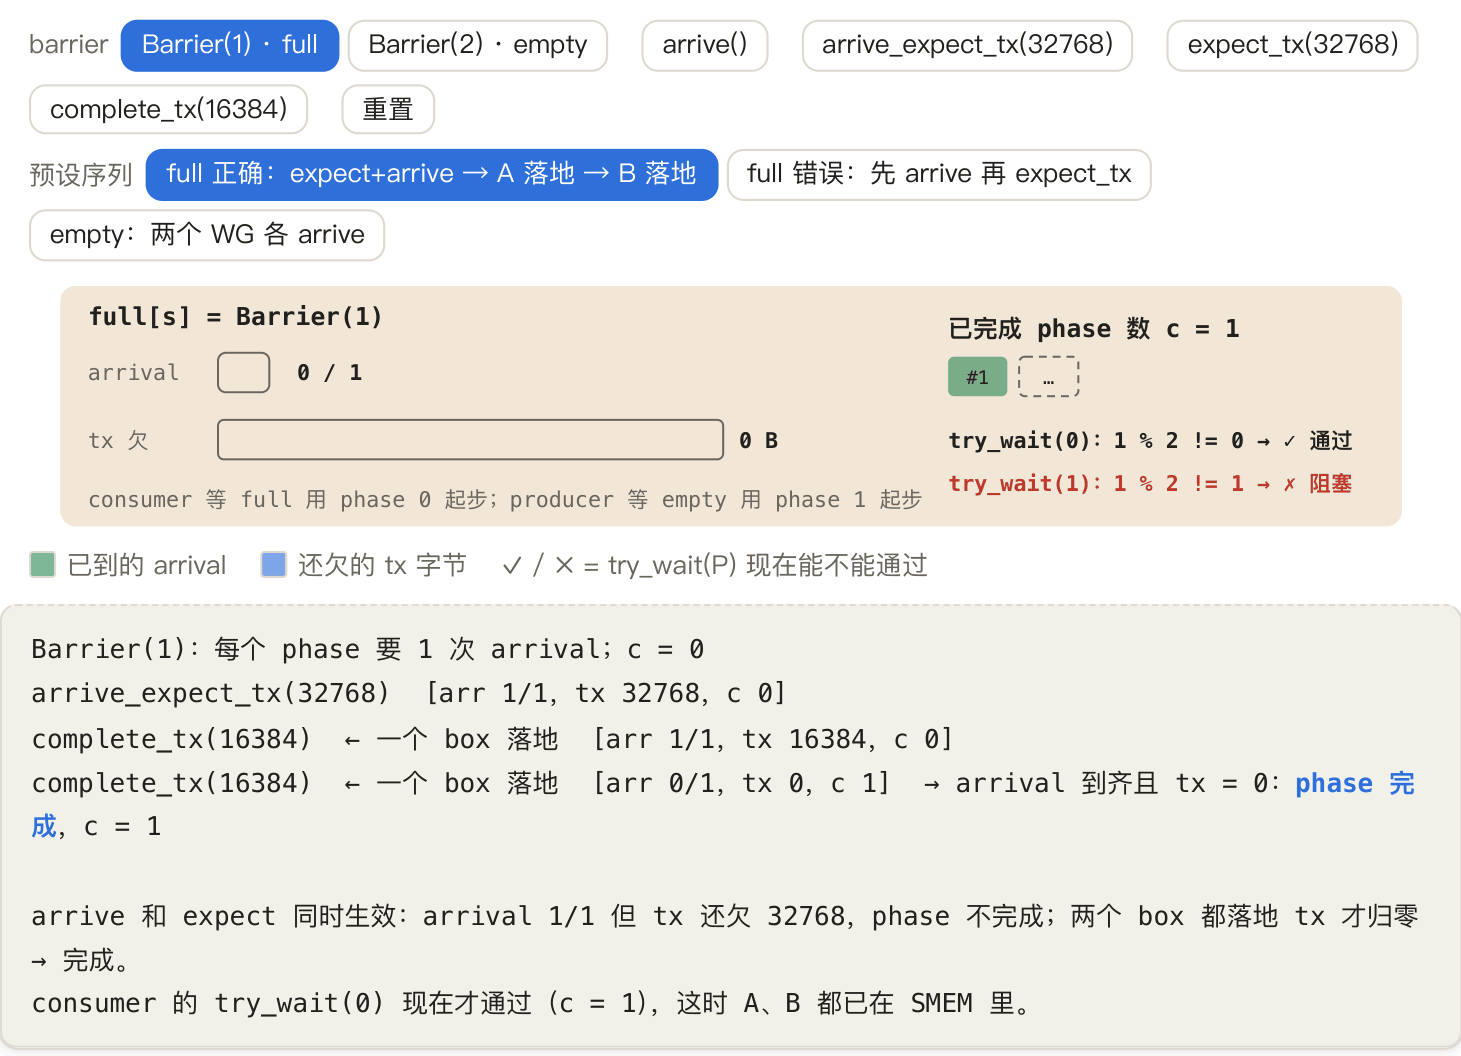 barrier Barrier(1) · full Barrier(2) · empty arrive() arrive_expect_tx(32768) expect_tx(32768)
complete_tx(16384) 重置
预设序列 full 正确：expect+arrive → A 落地 → B 落地 full 错误：先 arrive 再 expect_tx
empty：两个 WG 各 arrive
full[s] = Barrier(1)
arrival 0 / 1
tx 欠 0 B
consumer 等 full 用 phase 0 起步；producer 等 empty 用 phase 1 起步
已完成 phase 数 c = 1
#1 …
try_wait(0)：1 % 2 != 0 → ✓ 通过
try_wait(1)：1 % 2 != 1 → ✗ 阻塞
已到的 arrival 还欠的 tx 字节 ✓ / ✕ = try_wait(P) 现在能不能通过
Barrier(1)：每个 phase 要 1 次 arrival；c = 0
arrive_expect_tx(32768) [arr 1/1, tx 32768, c 0]
complete_tx(16384) ← 一个 box 落地 [arr 1/1, tx 16384, c 0]
complete_tx(16384) ← 一个 box 落地 [arr 0/1, tx 0, c 1] → arrival 到齐且 tx = 0：phase 完
成，c = 1
arrive 和 expect 同时生效：arrival 1/1 但 tx 还欠 32768，phase 不完成；两个 box 都落地 tx 才归零
→ 完成。
consumer 的 try_wait(0) 现在才通过（c = 1），这时 A、B 都已在 SMEM 里。